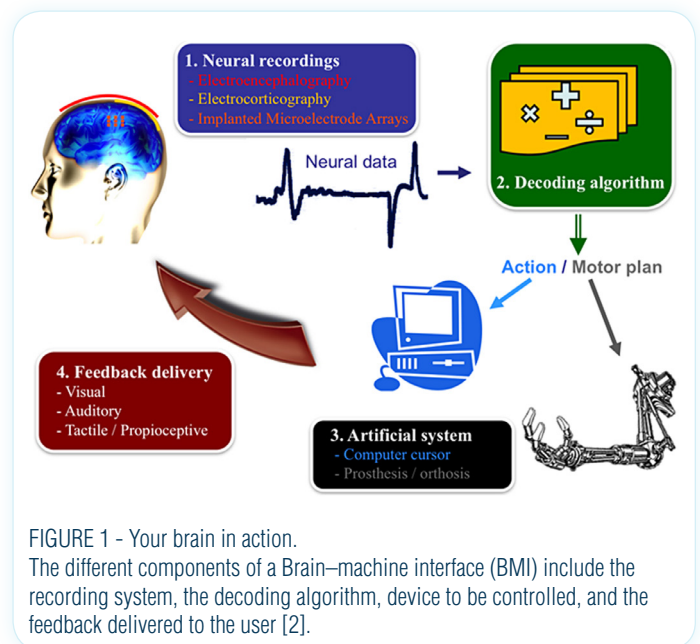 1. Neural recordings
- Electroencephalography
- Electrocorticography
- Implanted Microelectrode Arrays
Neural data
2. Decoding algorithm
Action / Motor plan
3. Artificial system
- Computer cursor
- Prosthesis / orthosis
4. Feedback delivery
- Visual
- Auditory
- Tactile / Propioceptive
FIGURE 1 - Your brain in action.
The different components of a Brain–machine interface (BMI) include the
recording system, the decoding algorithm, device to be controlled, and the
feedback delivered to the user [2].